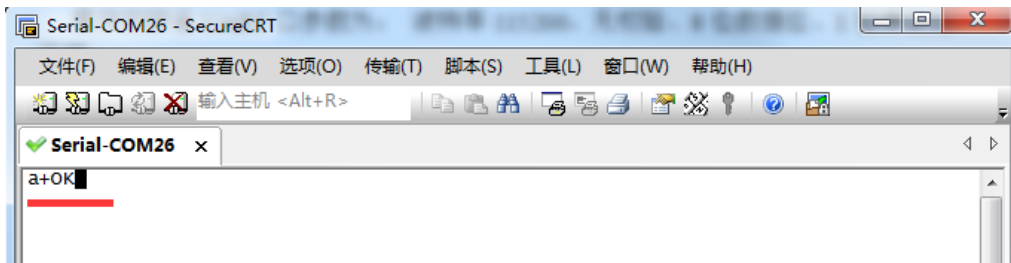 Serial-COM26 - SecureCRT
文件(F) 编辑(E) 查看(V) 选项(O) 传输(T) 脚本(S) 工具(L) 窗口(W) 帮助(H)
输入主机 <Alt+R>
Serial-COM26
a+OK